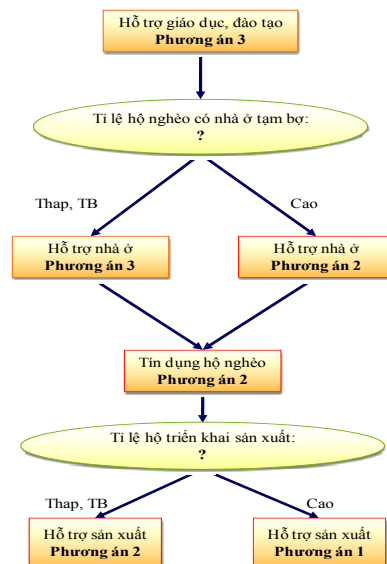 Hỗ trợ giáo dục, đào tạo
Phương án 3
Tỉ lệ hộ nghèo có nhà ở tạm bợ:
?
Thap, TB
Cao
Hỗ trợ nhà ở
Phương án 3
Hỗ trợ nhà ở
Phương án 2
Tín dụng hộ nghèo
Phương án 2
Tỉ lệ hộ triển khai sản xuất:
?
Thap, TB
Cao
Hỗ trợ sản xuất
Phương án 2
Hỗ trợ sản xuất
Phương án 1